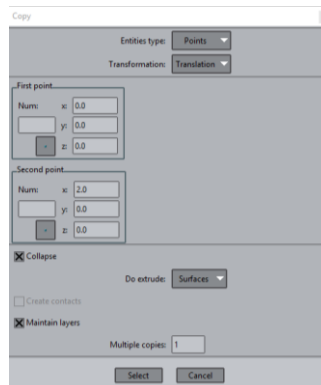 Copy
Entities type: Points
Transformation: Translation
First point
Num: x: 0.0
y: 0.0
z: 0.0
Second point
Num: x: 2.0
y: 0.0
z: 0.0
Collapse
Do extrude: Surfaces
Create contacts
Maintain layers
Multiple copies: 1
Select Cancel